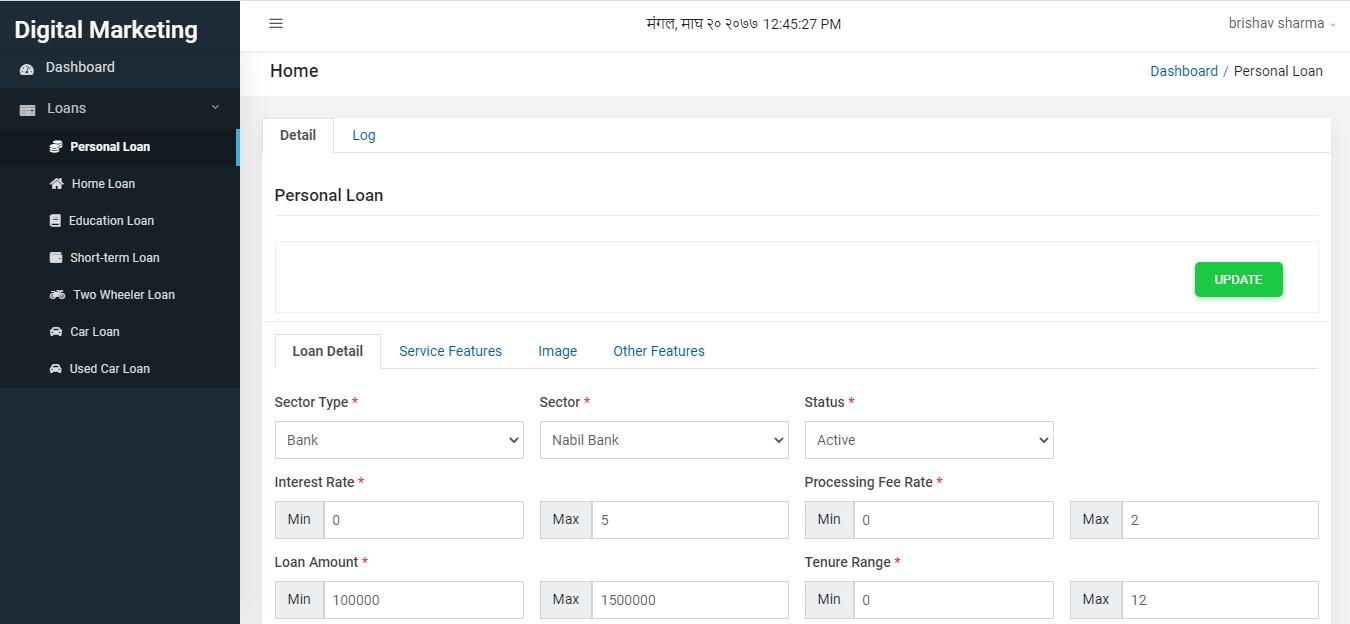 Digital Marketing
मंगल, माघ २० २०७७ 12:45:27 PM
brishav sharma
Dashboard
Loans
Personal Loan
Home Loan
Education Loan
Short-term Loan
Two Wheeler Loan
Car Loan
Used Car Loan
Home
Dashboard / Personal Loan
Detail Log
Personal Loan
UPDATE
Loan Detail Service Features Image Other Features
Sector Type * Sector * Status *
Bank Nabil Bank Active
Interest Rate * Processing Fee Rate *
Min 0 Max 5 Min 0 Max 2
Loan Amount * Tenure Range *
Min 100000 Max 1500000 Min 0 Max 12